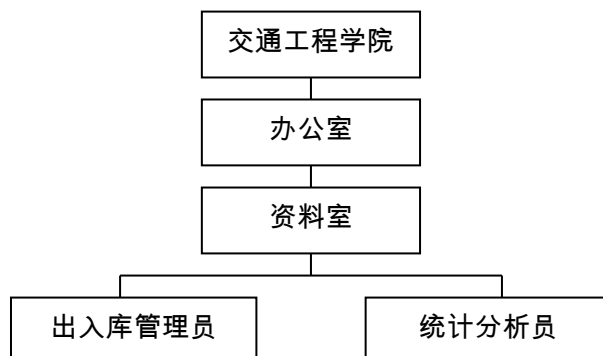 交通工程学院
办公室
资料室
出入库管理员
统计分析员